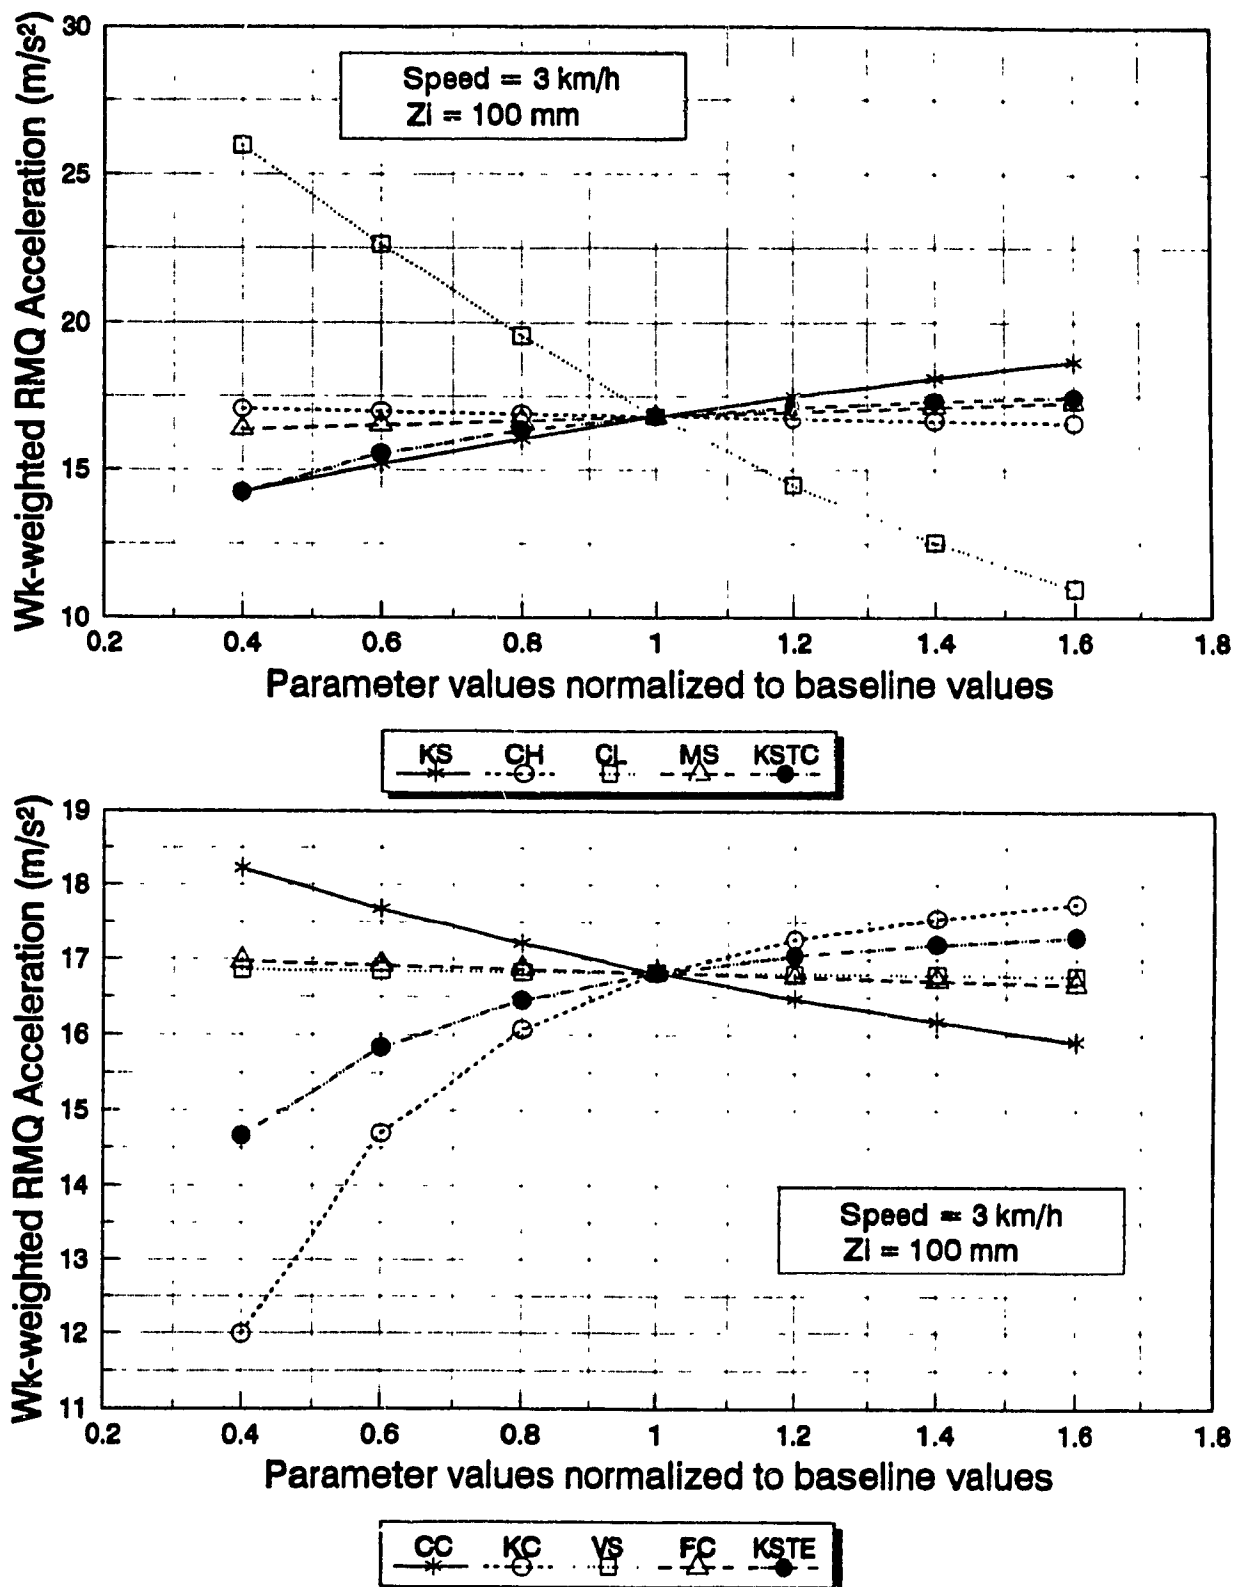 30
25
20
15
10
Wk-weighted RMQ Acceleration (m/s²)
Speed = 3 km/h
Zi = 100 mm
0.2 0.4 0.6 0.8 1 1.2 1.4 1.6 1.8
Parameter values normalized to baseline values
KS CH CL MS KSTC
19
18
17
16
15
14
13
12
11
Wk-weighted RMQ Acceleration (m/s²)
Speed = 3 km/h
Zi = 100 mm
0.2 0.4 0.6 0.8 1 1.2 1.4 1.6 1.8
Parameter values normalized to baseline values
CC KC VS FC KSTE